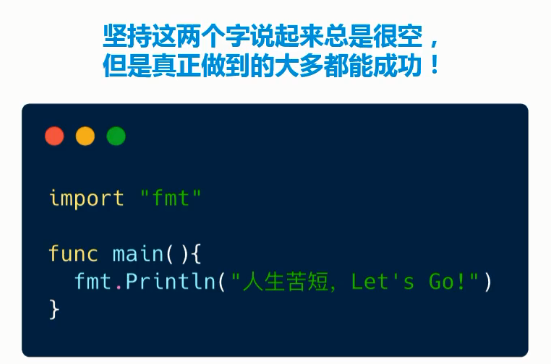 坚持这两个字说起来总是很空，
但是真正做到的大多都能成功！
import "fmt"
func main(){
  fmt.Println("人生苦短, Let's Go!")
}